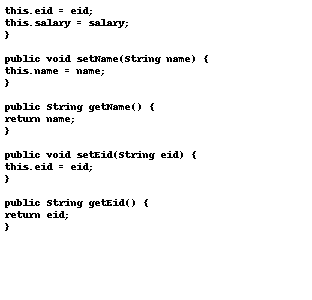 this.eid = eid;
this.salary = salary;
}
public void setName(String name) {
this.name = name;
}
public String getName() {
return name;
}
public void setEid(String eid) {
this.eid = eid;
}
public String getEid() {
return eid;
}